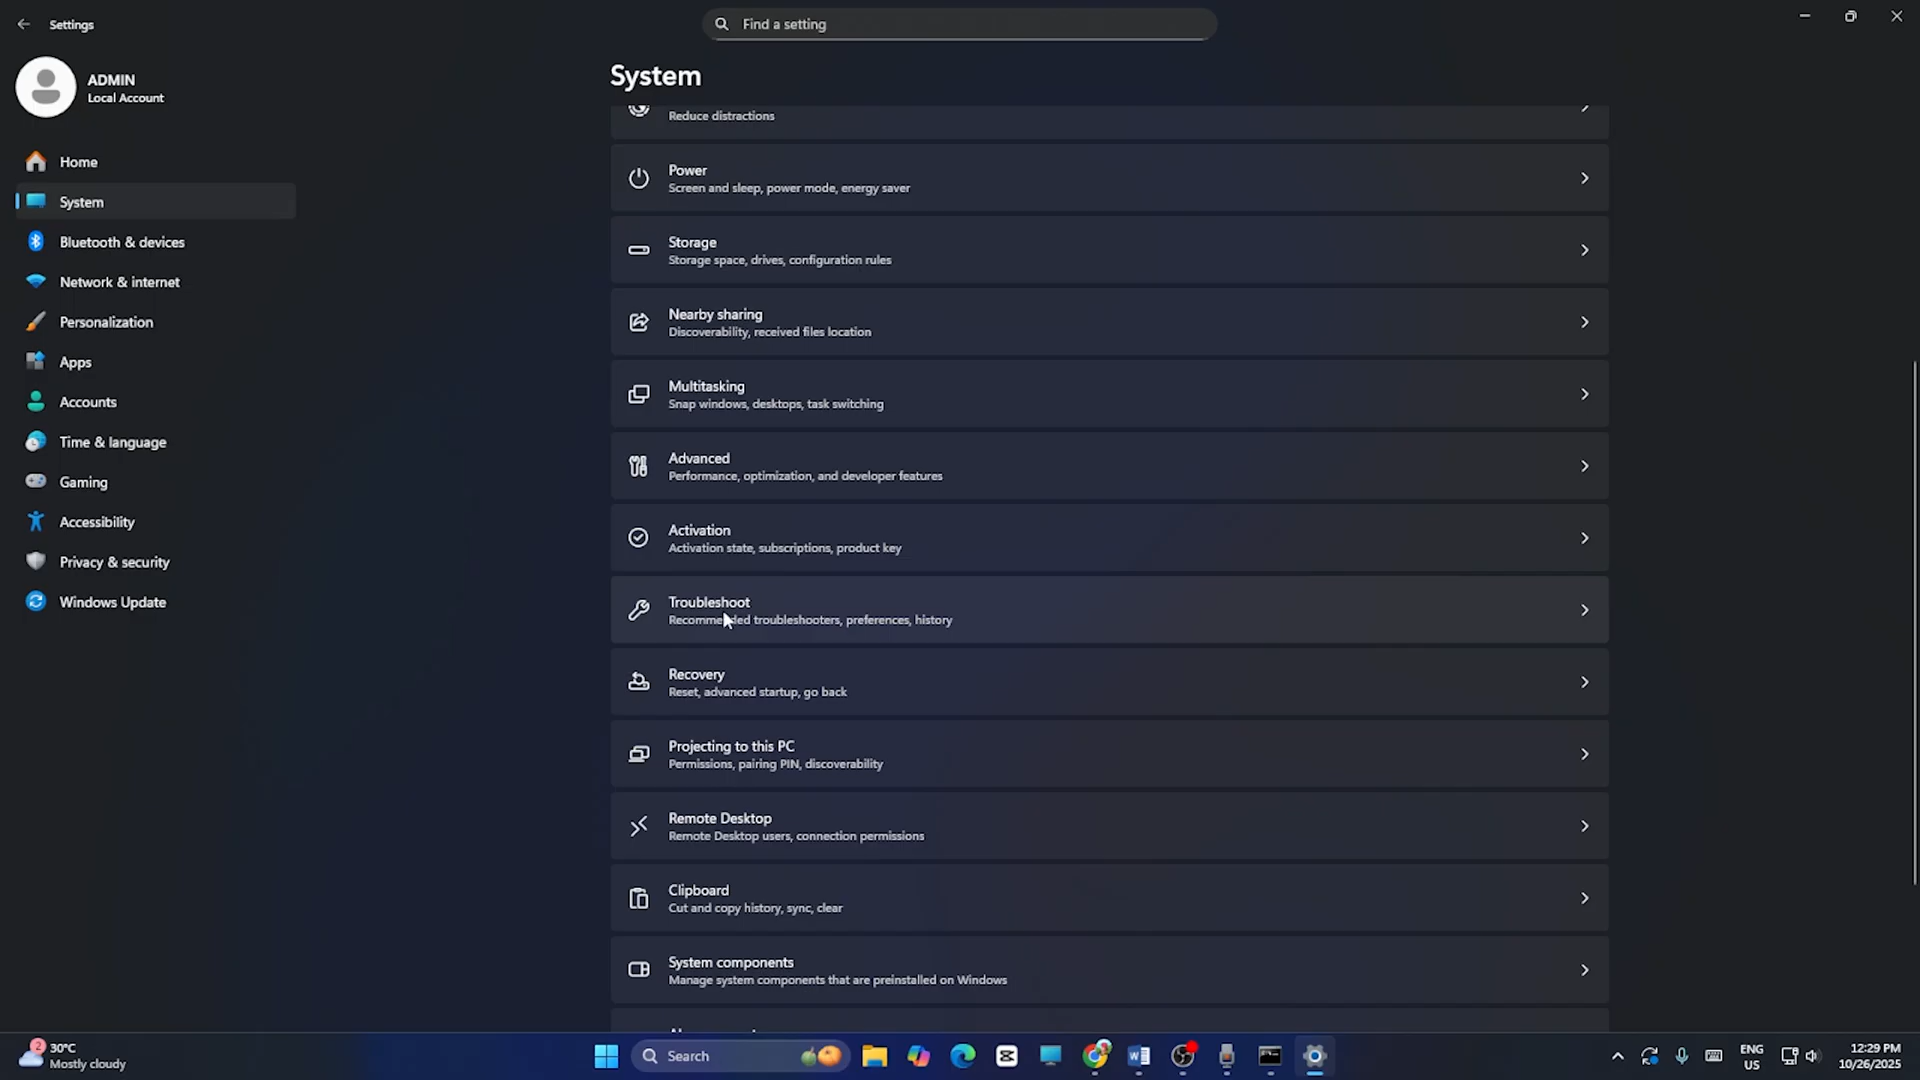 Settings
Find a setting
ADMIN
Local Account
Home
System
Bluetooth & devices
Network & internet
Personalization
Apps
Accounts
Time & language
Gaming
Accessibility
Privacy & security
Windows Update
System
Reduce distractions
Power
Screen and sleep, power mode, energy saver
Storage
Storage space, drives, configuration rules
Nearby sharing
Discoverability, received files location
Multitasking
Snap windows, desktops, task switching
Advanced
Performance, optimization, and developer features
Activation
Activation state, subscriptions, product key
Troubleshoot
Recommended troubleshooters, preferences, history
Recovery
Reset, advanced startup, go back
Projecting to this PC
Permissions, pairing PIN, discoverability
Remote Desktop
Remote Desktop users, connection permissions
Clipboard
Cut and copy history, sync, clear
System components
Manage system components that are preinstalled on Windows
2
30°C
Mostly cloudy
Search
ENG
US
12:29 PM
10/26/2025